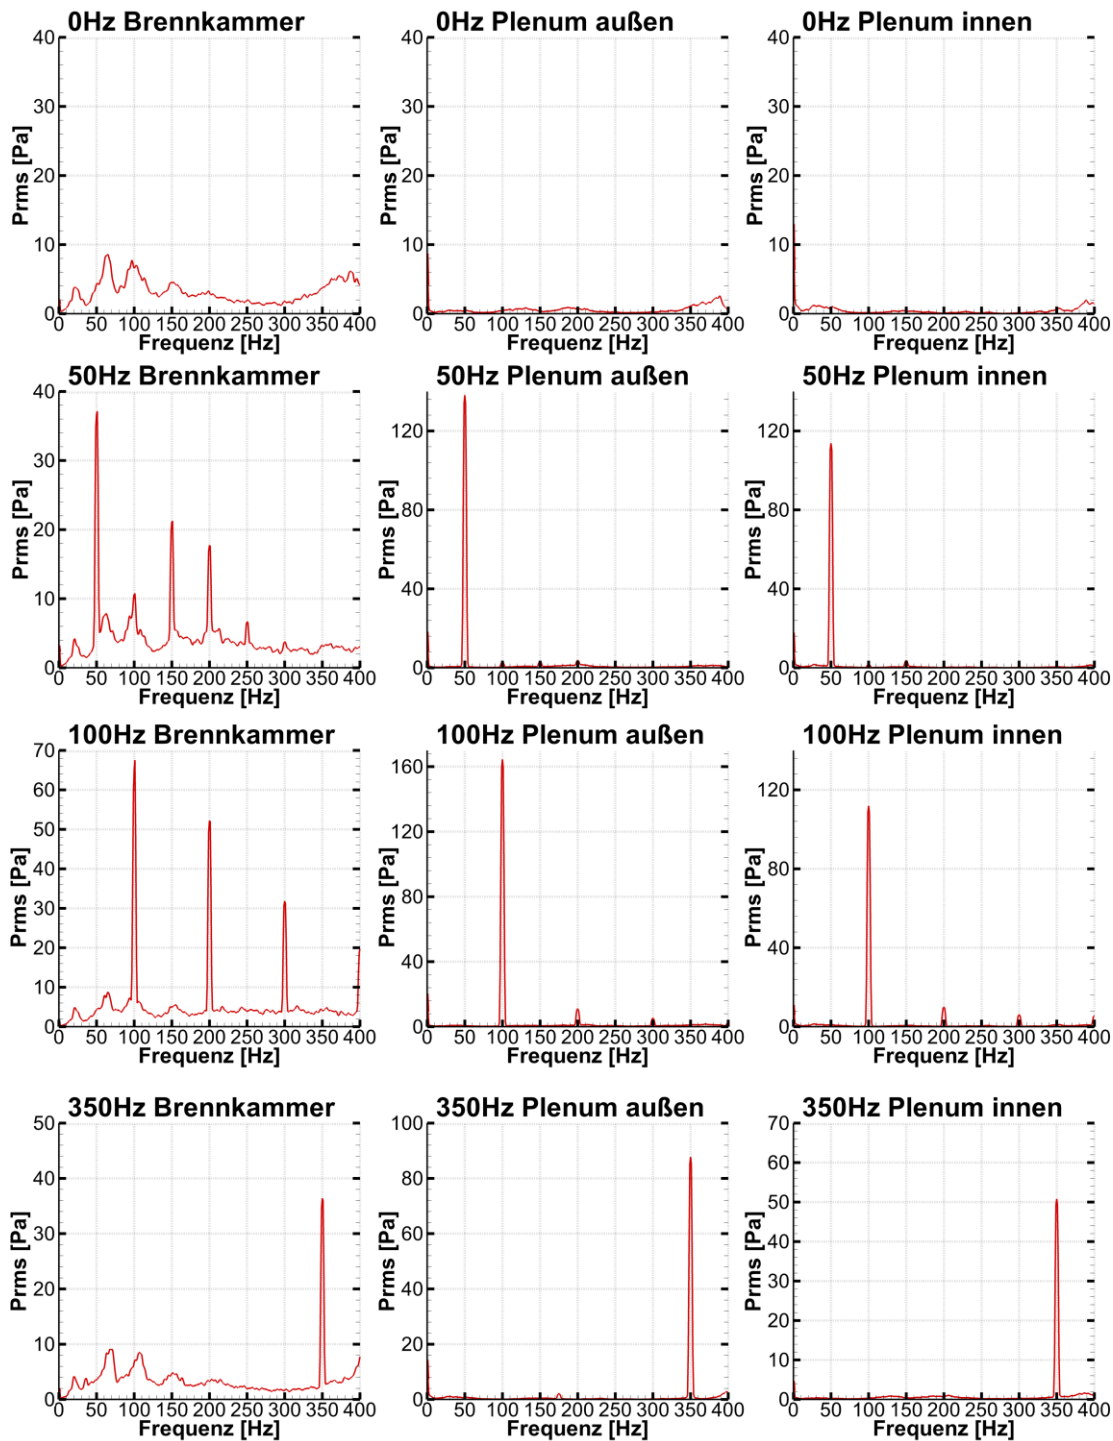 0Hz Brennkammer
40
30
20
10
0
Prms [Pa]
0 50 100 150 200 250 300 350 400
Frequenz [Hz]
0Hz Plenum außen
40
30
20
10
0
Prms [Pa]
0 50 100 150 200 250 300 350 400
Frequenz [Hz]
0Hz Plenum innen
40
30
20
10
0
Prms [Pa]
0 50 100 150 200 250 300 350 400
Frequenz [Hz]
50Hz Brennkammer
40
30
20
10
0
Prms [Pa]
0 50 100 150 200 250 300 350 400
Frequenz [Hz]
50Hz Plenum außen
120
80
40
0
Prms [Pa]
0 50 100 150 200 250 300 350 400
Frequenz [Hz]
50Hz Plenum innen
120
80
40
0
Prms [Pa]
0 50 100 150 200 250 300 350 400
Frequenz [Hz]
100Hz Brennkammer
70
60
50
40
30
20
10
0
Prms [Pa]
0 50 100 150 200 250 300 350 400
Frequenz [Hz]
100Hz Plenum außen
160
120
80
40
0
Prms [Pa]
0 50 100 150 200 250 300 350 400
Frequenz [Hz]
100Hz Plenum innen
120
80
40
0
Prms [Pa]
0 50 100 150 200 250 300 350 400
Frequenz [Hz]
350Hz Brennkammer
50
40
30
20
10
0
Prms [Pa]
0 50 100 150 200 250 300 350 400
Frequenz [Hz]
350Hz Plenum außen
100
80
60
40
20
0
Prms [Pa]
0 50 100 150 200 250 300 350 400
Frequenz [Hz]
350Hz Plenum innen
70
60
50
40
30
20
10
0
Prms [Pa]
0 50 100 150 200 250 300 350 400
Frequenz [Hz]